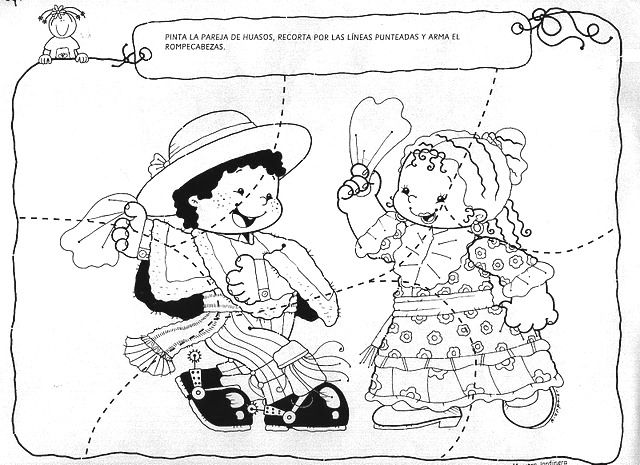 PINTA LA PAREJA DE HUASOS, RECORTA POR LAS LÍNEAS PUNTEADAS Y ARMA EL
ROMPECABEZAS.